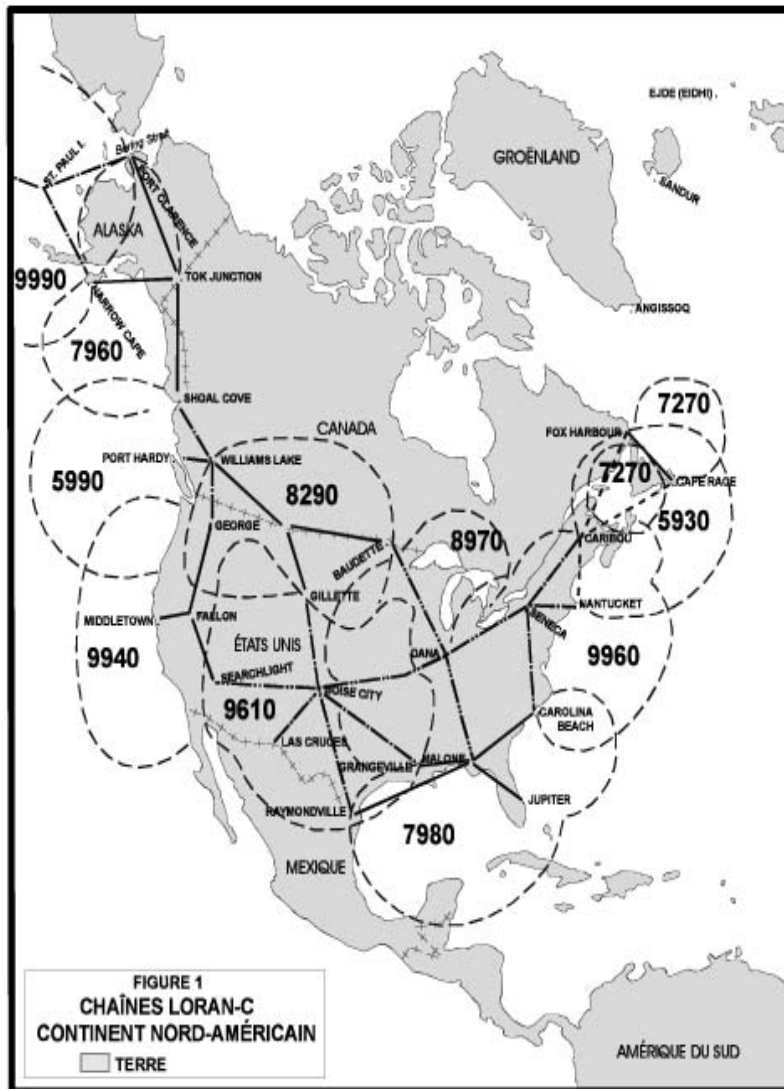 EJDE (EIDHI)
GROËNLAND
SANDUR
ANGISSOQ
ST. PAUL I.
Bering Strait
PORT CLARENCE
ALASKA
9990
TOK JUNCTION
NARROW CAPE
7960
SHOAL COVE
CANADA
7270
FOX HARBOUR
PORT HARDY
WILLIAMS LAKE
7270
CAPE RACE
5990
8290
5930
GEORGE
8970
CARIBOU
BAUDETTE
GILLETTE
NANTUCKET
MIDDLETOWN
FALLON
SENECA
ÉTATS UNIS
DANA
9940
9960
SEARCHLIGHT
BOISE CITY
9610
CAROLINA
BEACH
LAS CRUCES
GRANGEVILLE
MALONE
JUPITER
RAYMONDVILLE
7980
MEXIQUE
FIGURE 1
CHAÎNES LORAN-C
CONTINENT NORD-AMÉRICAIN
TERRE
AMÉRIQUE DU SUD